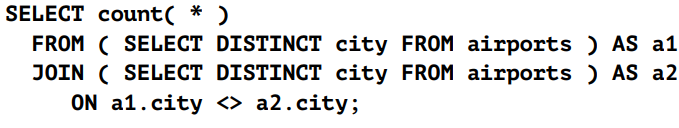 SELECT count( * )
FROM ( SELECT DISTINCT city FROM airports ) AS a1
JOIN ( SELECT DISTINCT city FROM airports ) AS a2
ON a1.city <> a2.city;